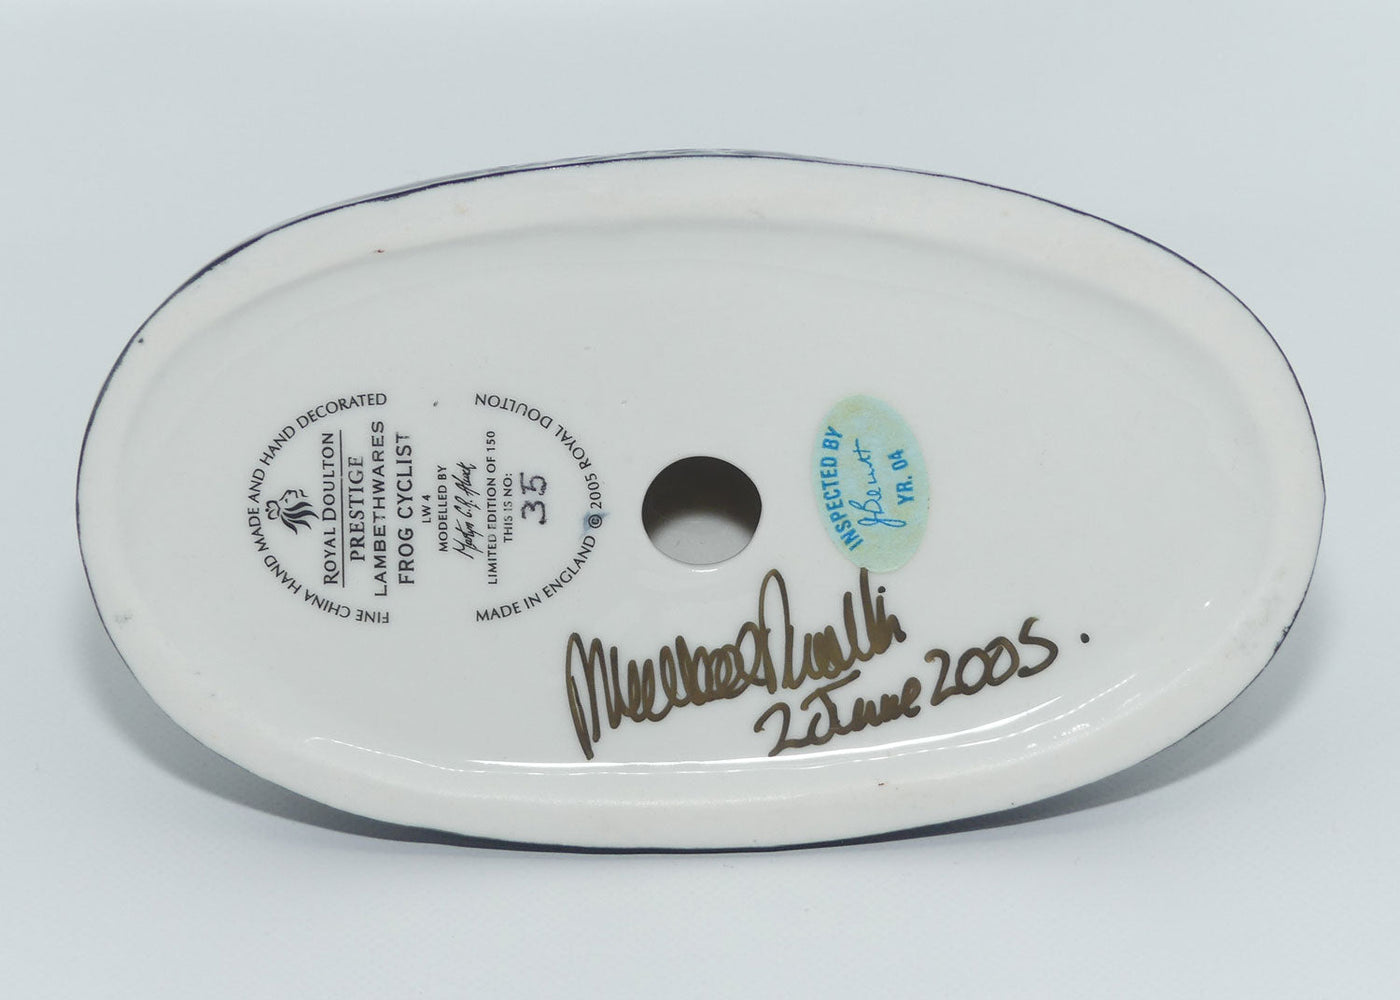 FINE CHINA HAND MADE AND HAND DECORATED
ROYAL DOULTON
PRESTIGE
LAMBETHWARES
FROG CYCLIST
LW 4
MODELLED BY
LIMITED EDITION OF 150
THIS IS NO:
35
MADE IN ENGLAND © 2005 ROYAL DOULTON
INSPECTED BY
YR. 04
Michael Doulton
2 June 2005.